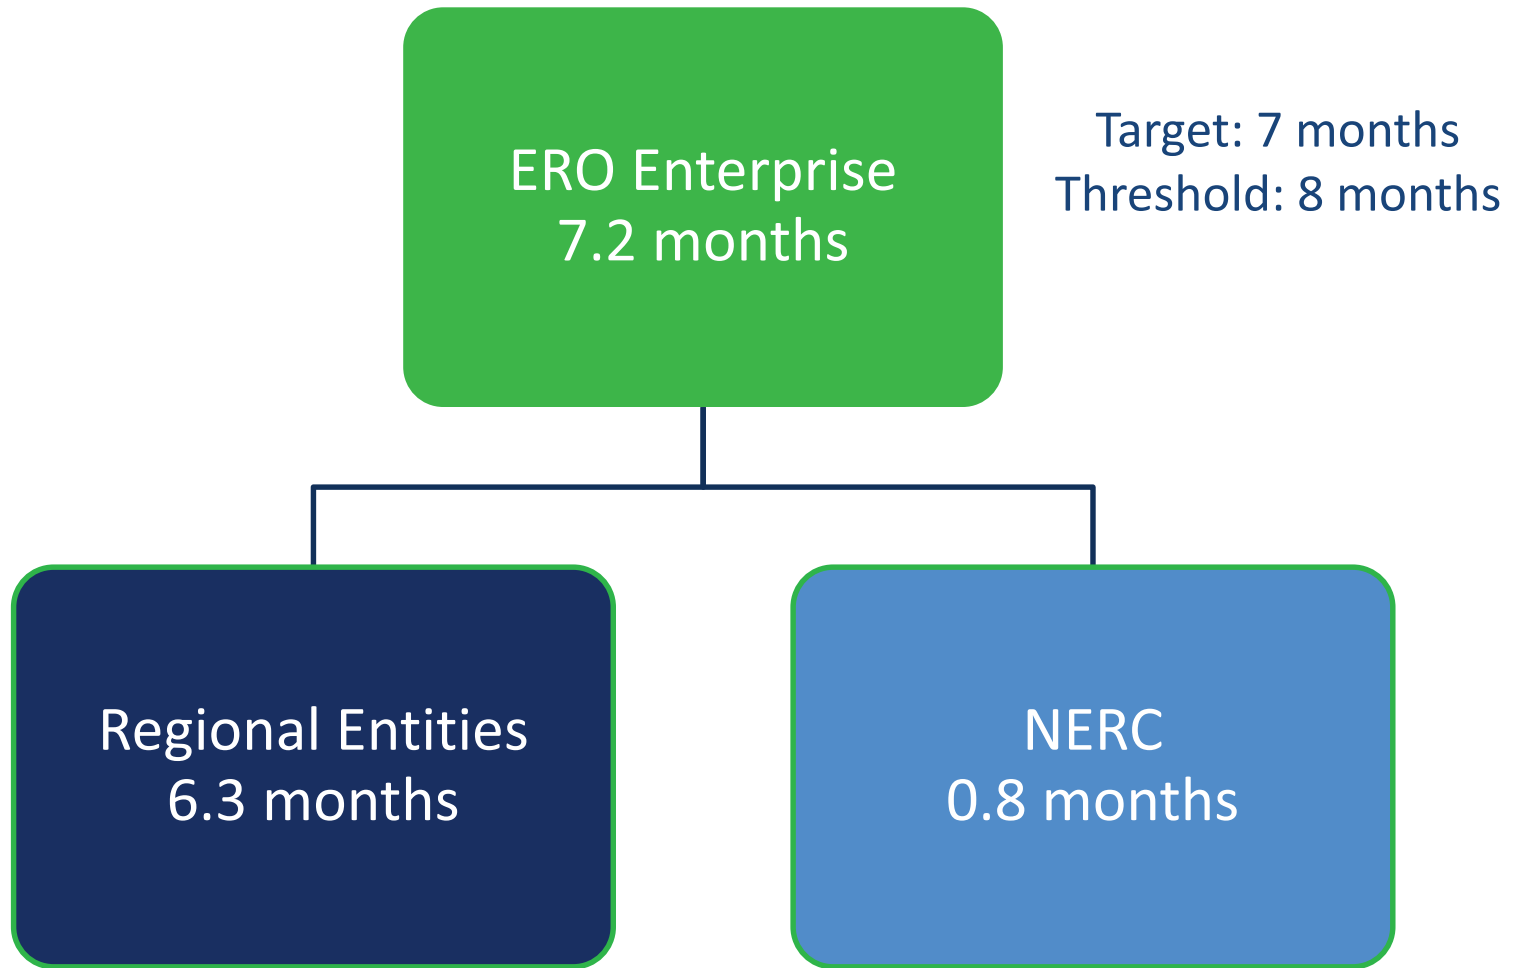 ERO Enterprise
7.2 months
Target: 7 months
Threshold: 8 months
Regional Entities
6.3 months
NERC
0.8 months